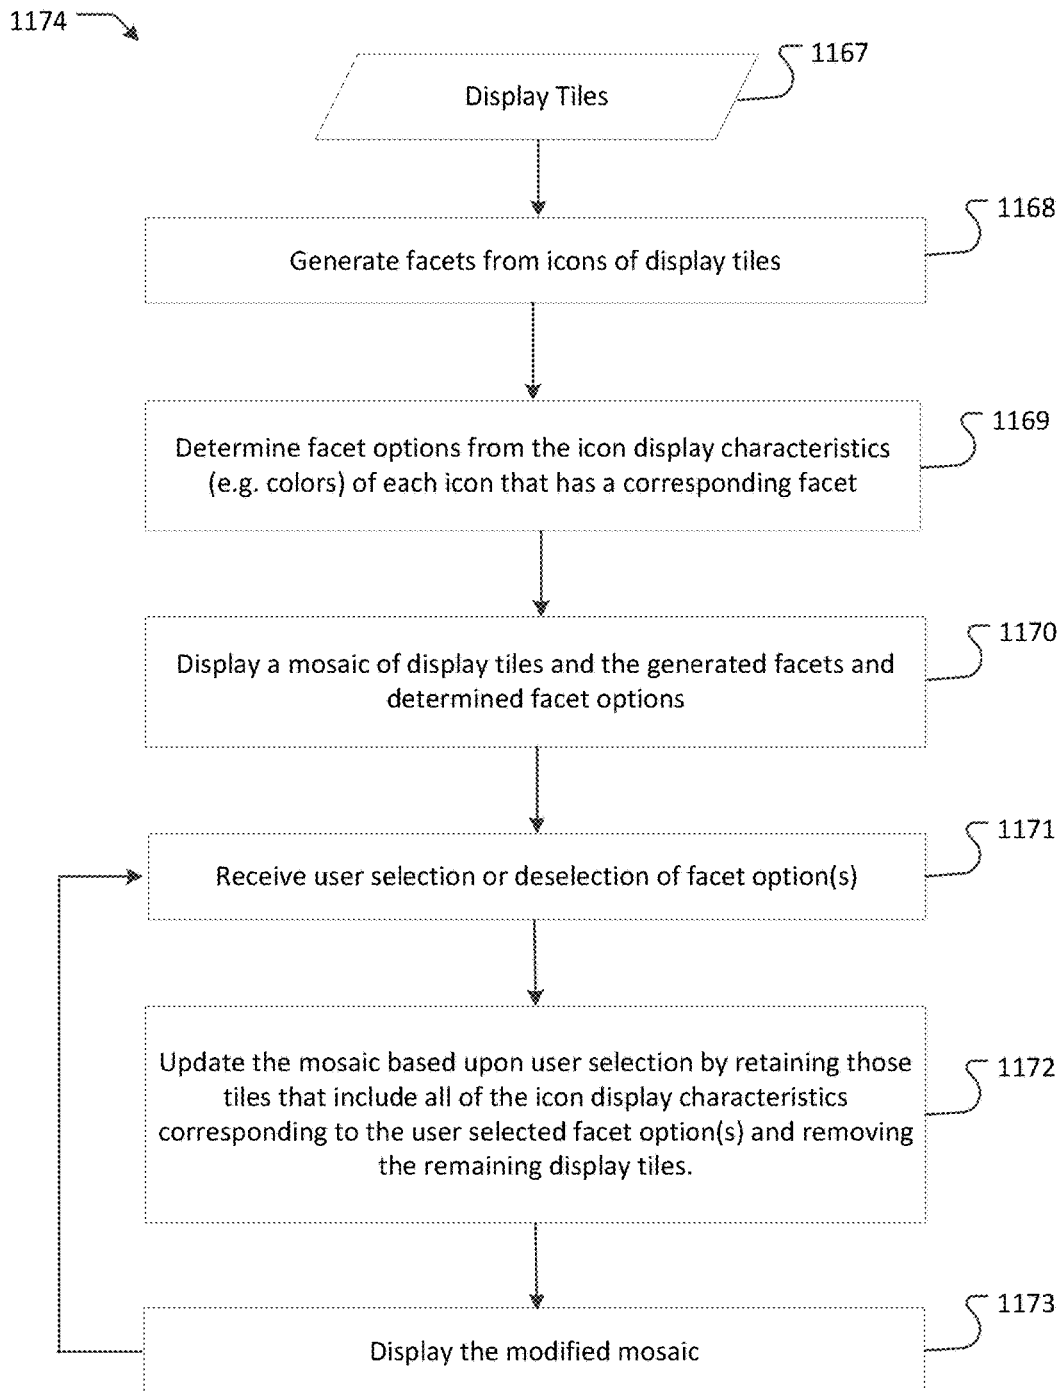 1174
1167
Display Tiles
1168
Generate facets from icons of display tiles
1169
Determine facet options from the icon display characteristics
(e.g. colors) of each icon that has a corresponding facet
1170
Display a mosaic of display tiles and the generated facets and
determined facet options
1171
Receive user selection or deselection of facet option(s)
1172
Update the mosaic based upon user selection by retaining those
tiles that include all of the icon display characteristics
corresponding to the user selected facet option(s) and removing
the remaining display tiles.
1173
Display the modified mosaic